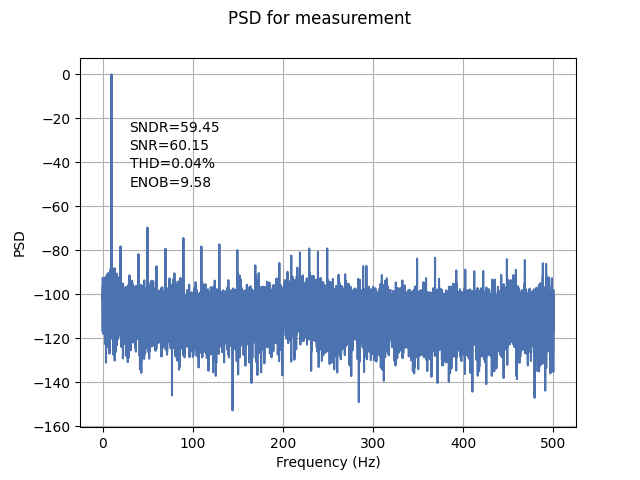 PSD for measurement
0
−20
−40
−60
−80
−100
−120
−140
−160
PSD
SNDR=59.45
SNR=60.15
THD=0.04%
ENOB=9.58
0 100 200 300 400 500
Frequency (Hz)